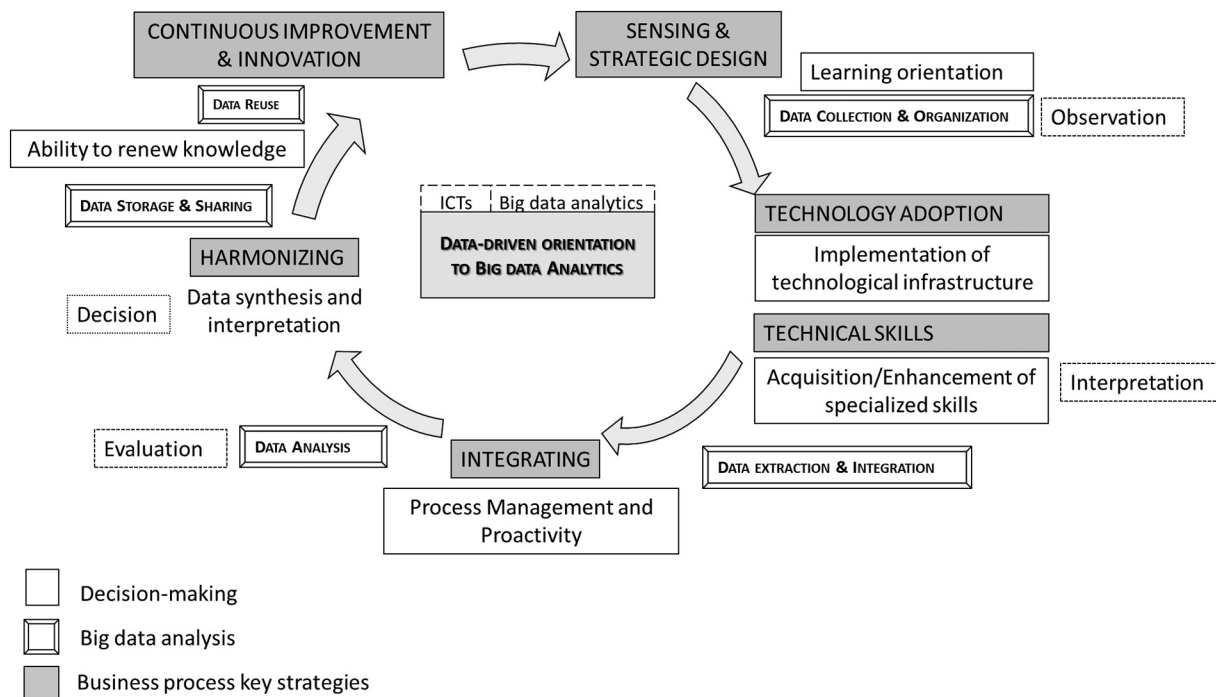 CONTINUOUS IMPROVEMENT
& INNOVATION
SENSING &
STRATEGIC DESIGN
Learning orientation
DATA REUSE
DATA COLLECTION & ORGANIZATION
Observation
Ability to renew knowledge
DATA STORAGE & SHARING
ICTs
Big data analytics
DATA-DRIVEN ORIENTATION
TO BIG DATA ANALYTICS
TECHNOLOGY ADOPTION
Implementation of
technological infrastructure
HARMONIZING
Data synthesis and
interpretation
Decision
TECHNICAL SKILLS
Acquisition/Enhancement of
specialized skills
Interpretation
Evaluation
DATA ANALYSIS
INTEGRATING
DATA EXTRACTION & INTEGRATION
Process Management and
Proactivity
Decision-making
Big data analysis
Business process key strategies